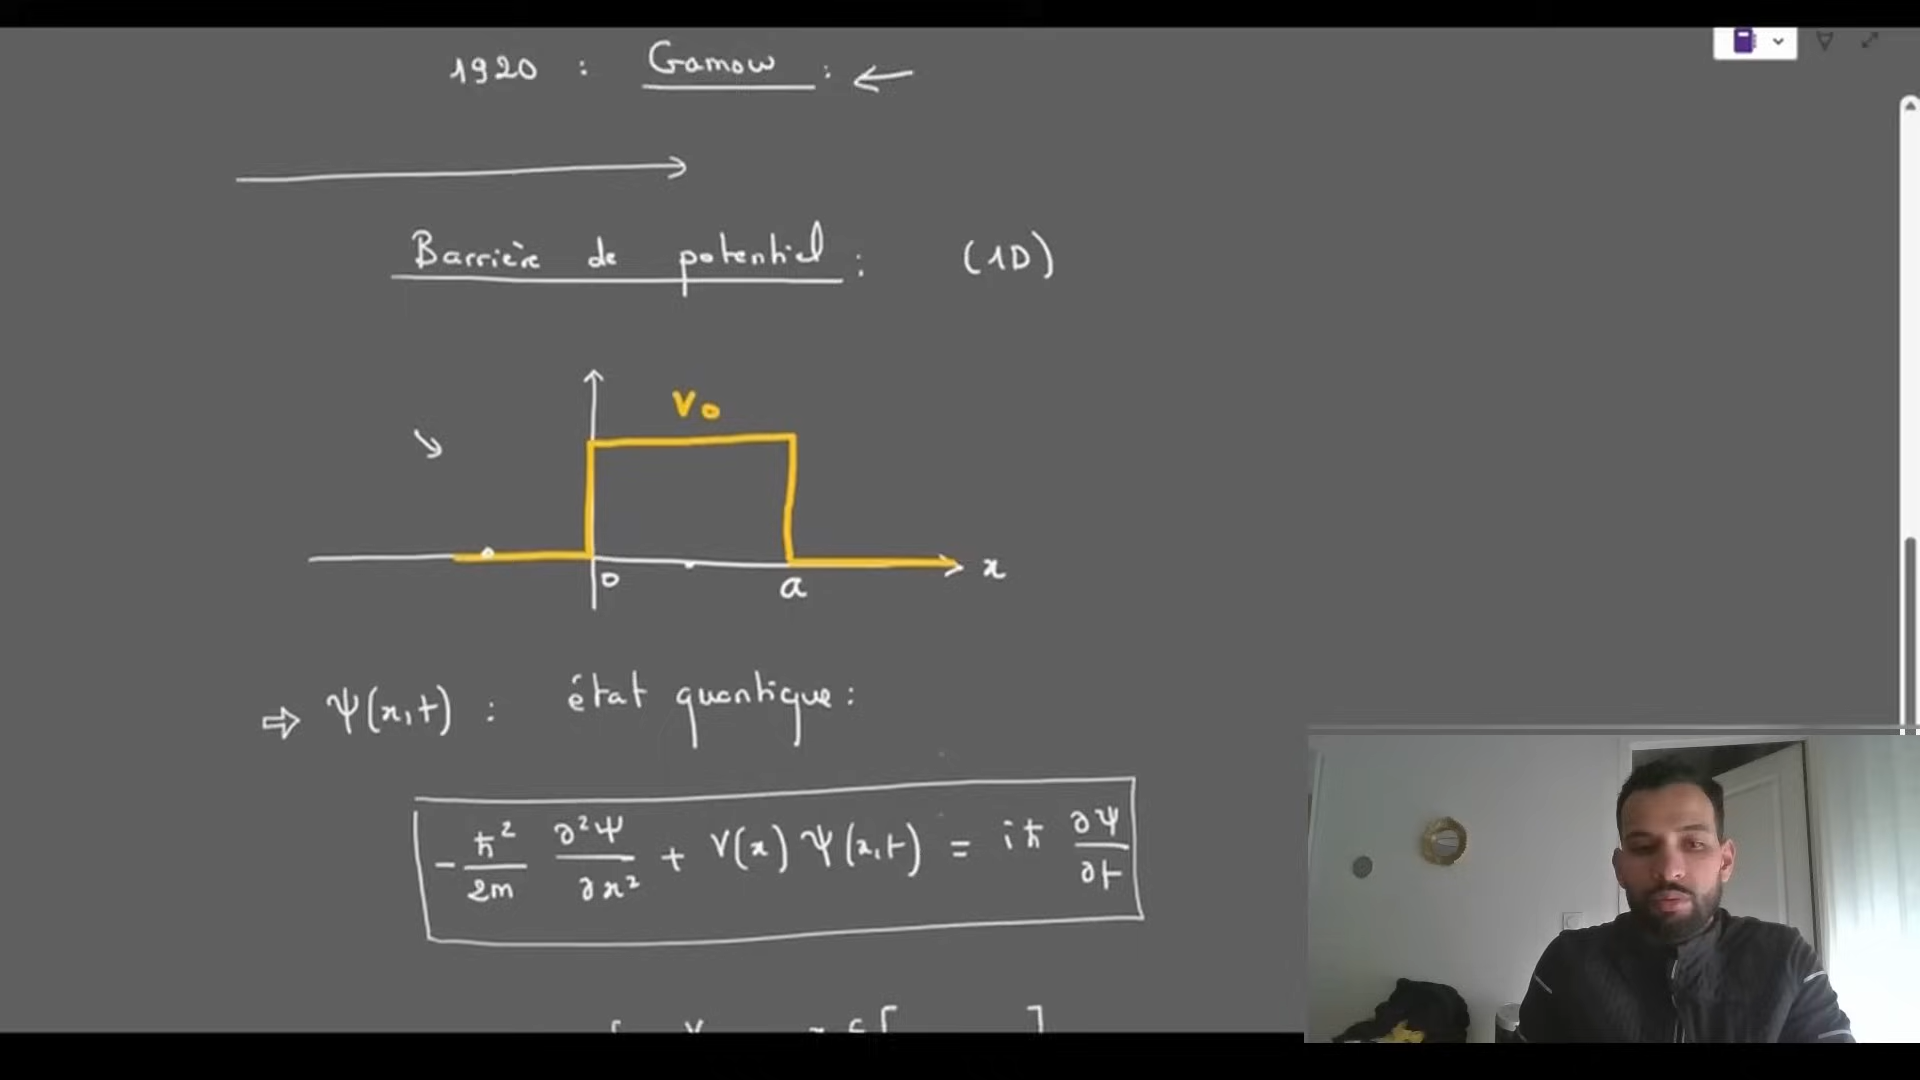 1920 : Gamow :
Barrière de potentiel : (1D)
V0
0 a x
⇒ Ψ(x,t) : état quantique :
-ℏ²/2m ∂²Ψ/∂x² + V(x) Ψ(x,t) = iℏ ∂Ψ/∂t